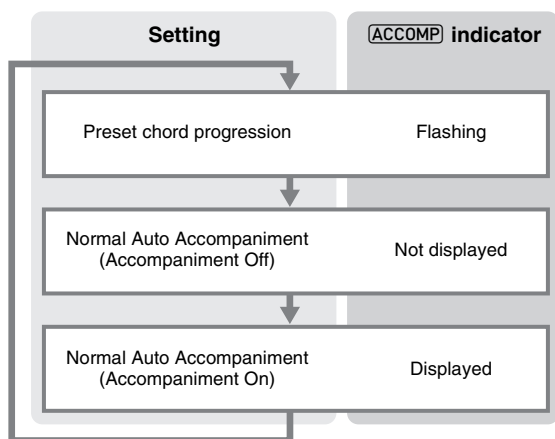 Setting
ACCOMP indicator
Preset chord progression
Flashing
Normal Auto Accompaniment
(Accompaniment Off)
Not displayed
Normal Auto Accompaniment
(Accompaniment On)
Displayed